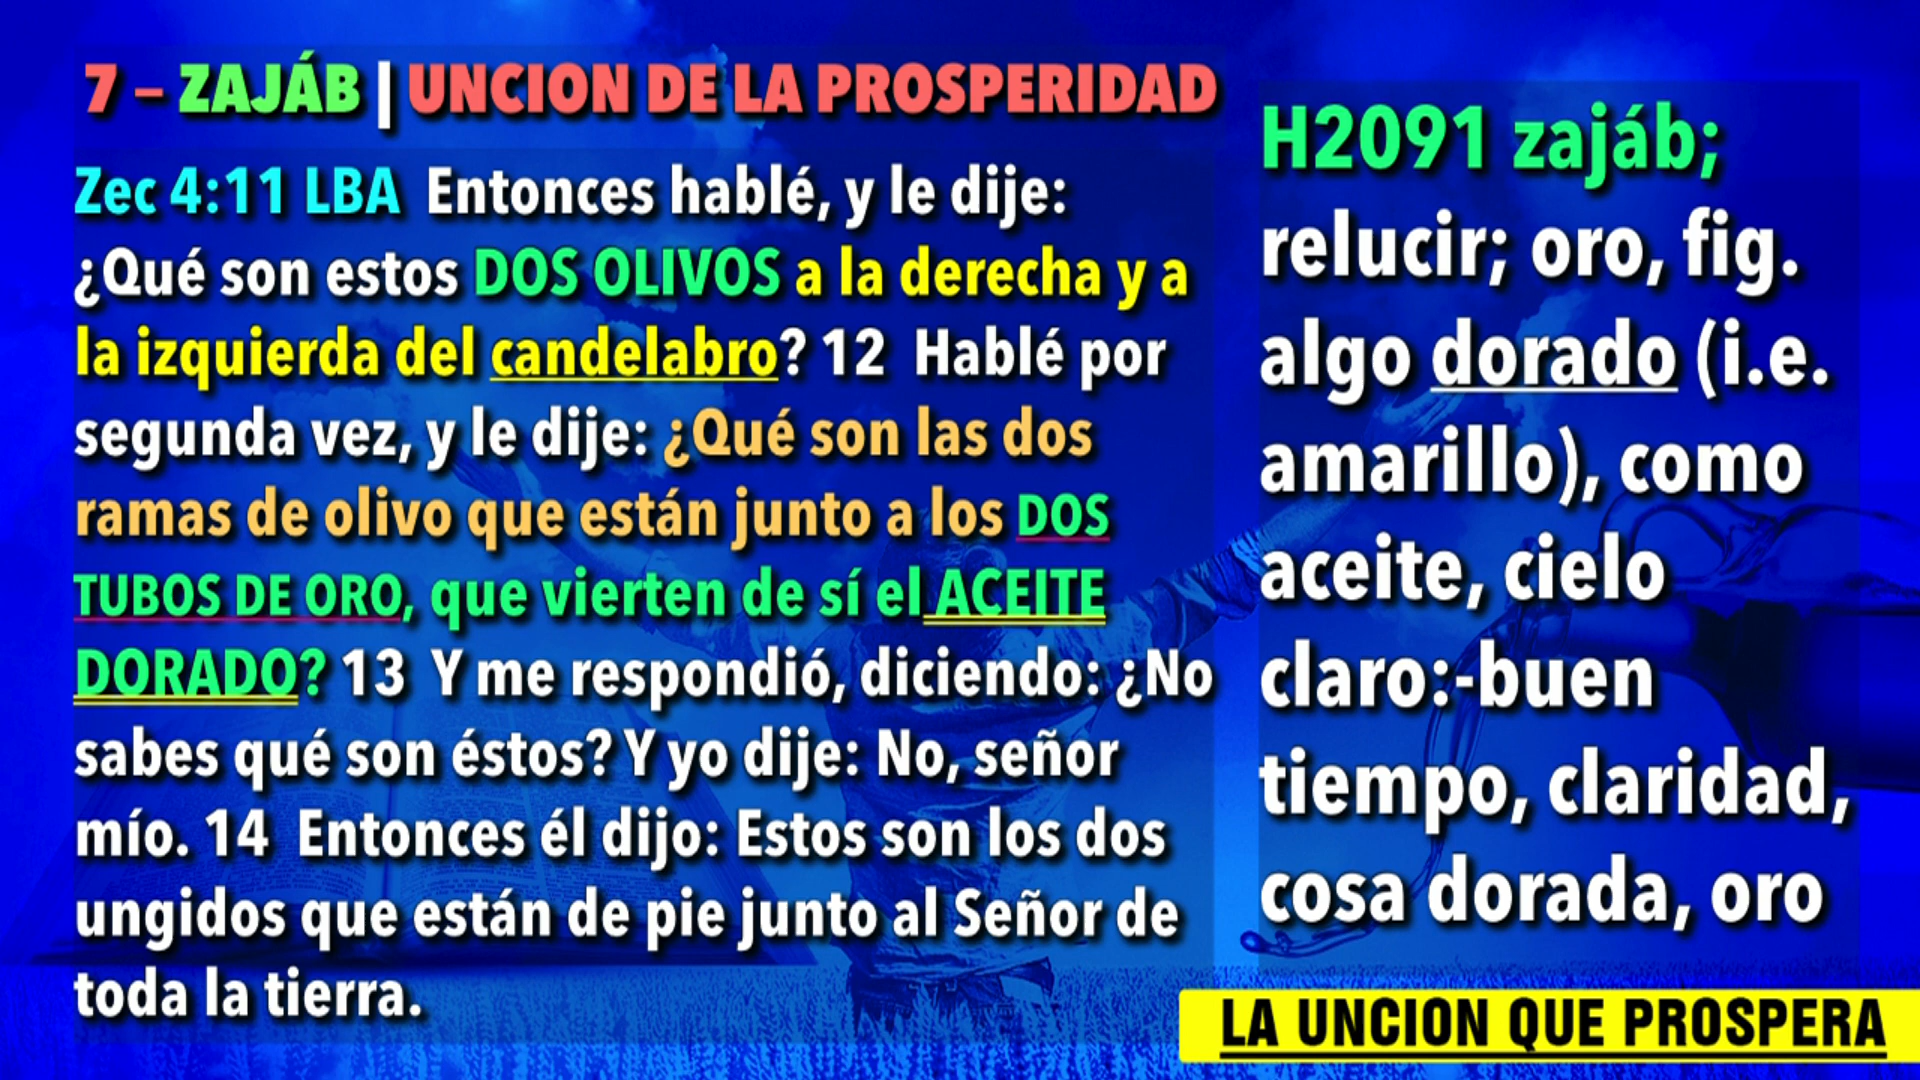 7 – ZAJÁB | UNCION DE LA PROSPERIDAD
Zec 4:11 LBA Entonces hablé, y le dije:
¿Qué son estos DOS OLIVOS a la derecha y a
la izquierda del candelabro? 12 Hablé por
segunda vez, y le dije: ¿Qué son las dos
ramas de olivo que están junto a los DOS
TUBOS DE ORO, que vierten de sí el ACEITE
DORADO? 13 Y me respondió, diciendo: ¿No
sabes qué son éstos? Y yo dije: No, señor
mío. 14 Entonces él dijo: Estos son los dos
ungidos que están de pie junto al Señor de
toda la tierra.
H2091 zajáb;
relucir; oro, fig.
algo dorado (i.e.
amarillo), como
aceite, cielo
claro:-buen
tiempo, claridad,
cosa dorada, oro
LA UNCION QUE PROSPERA